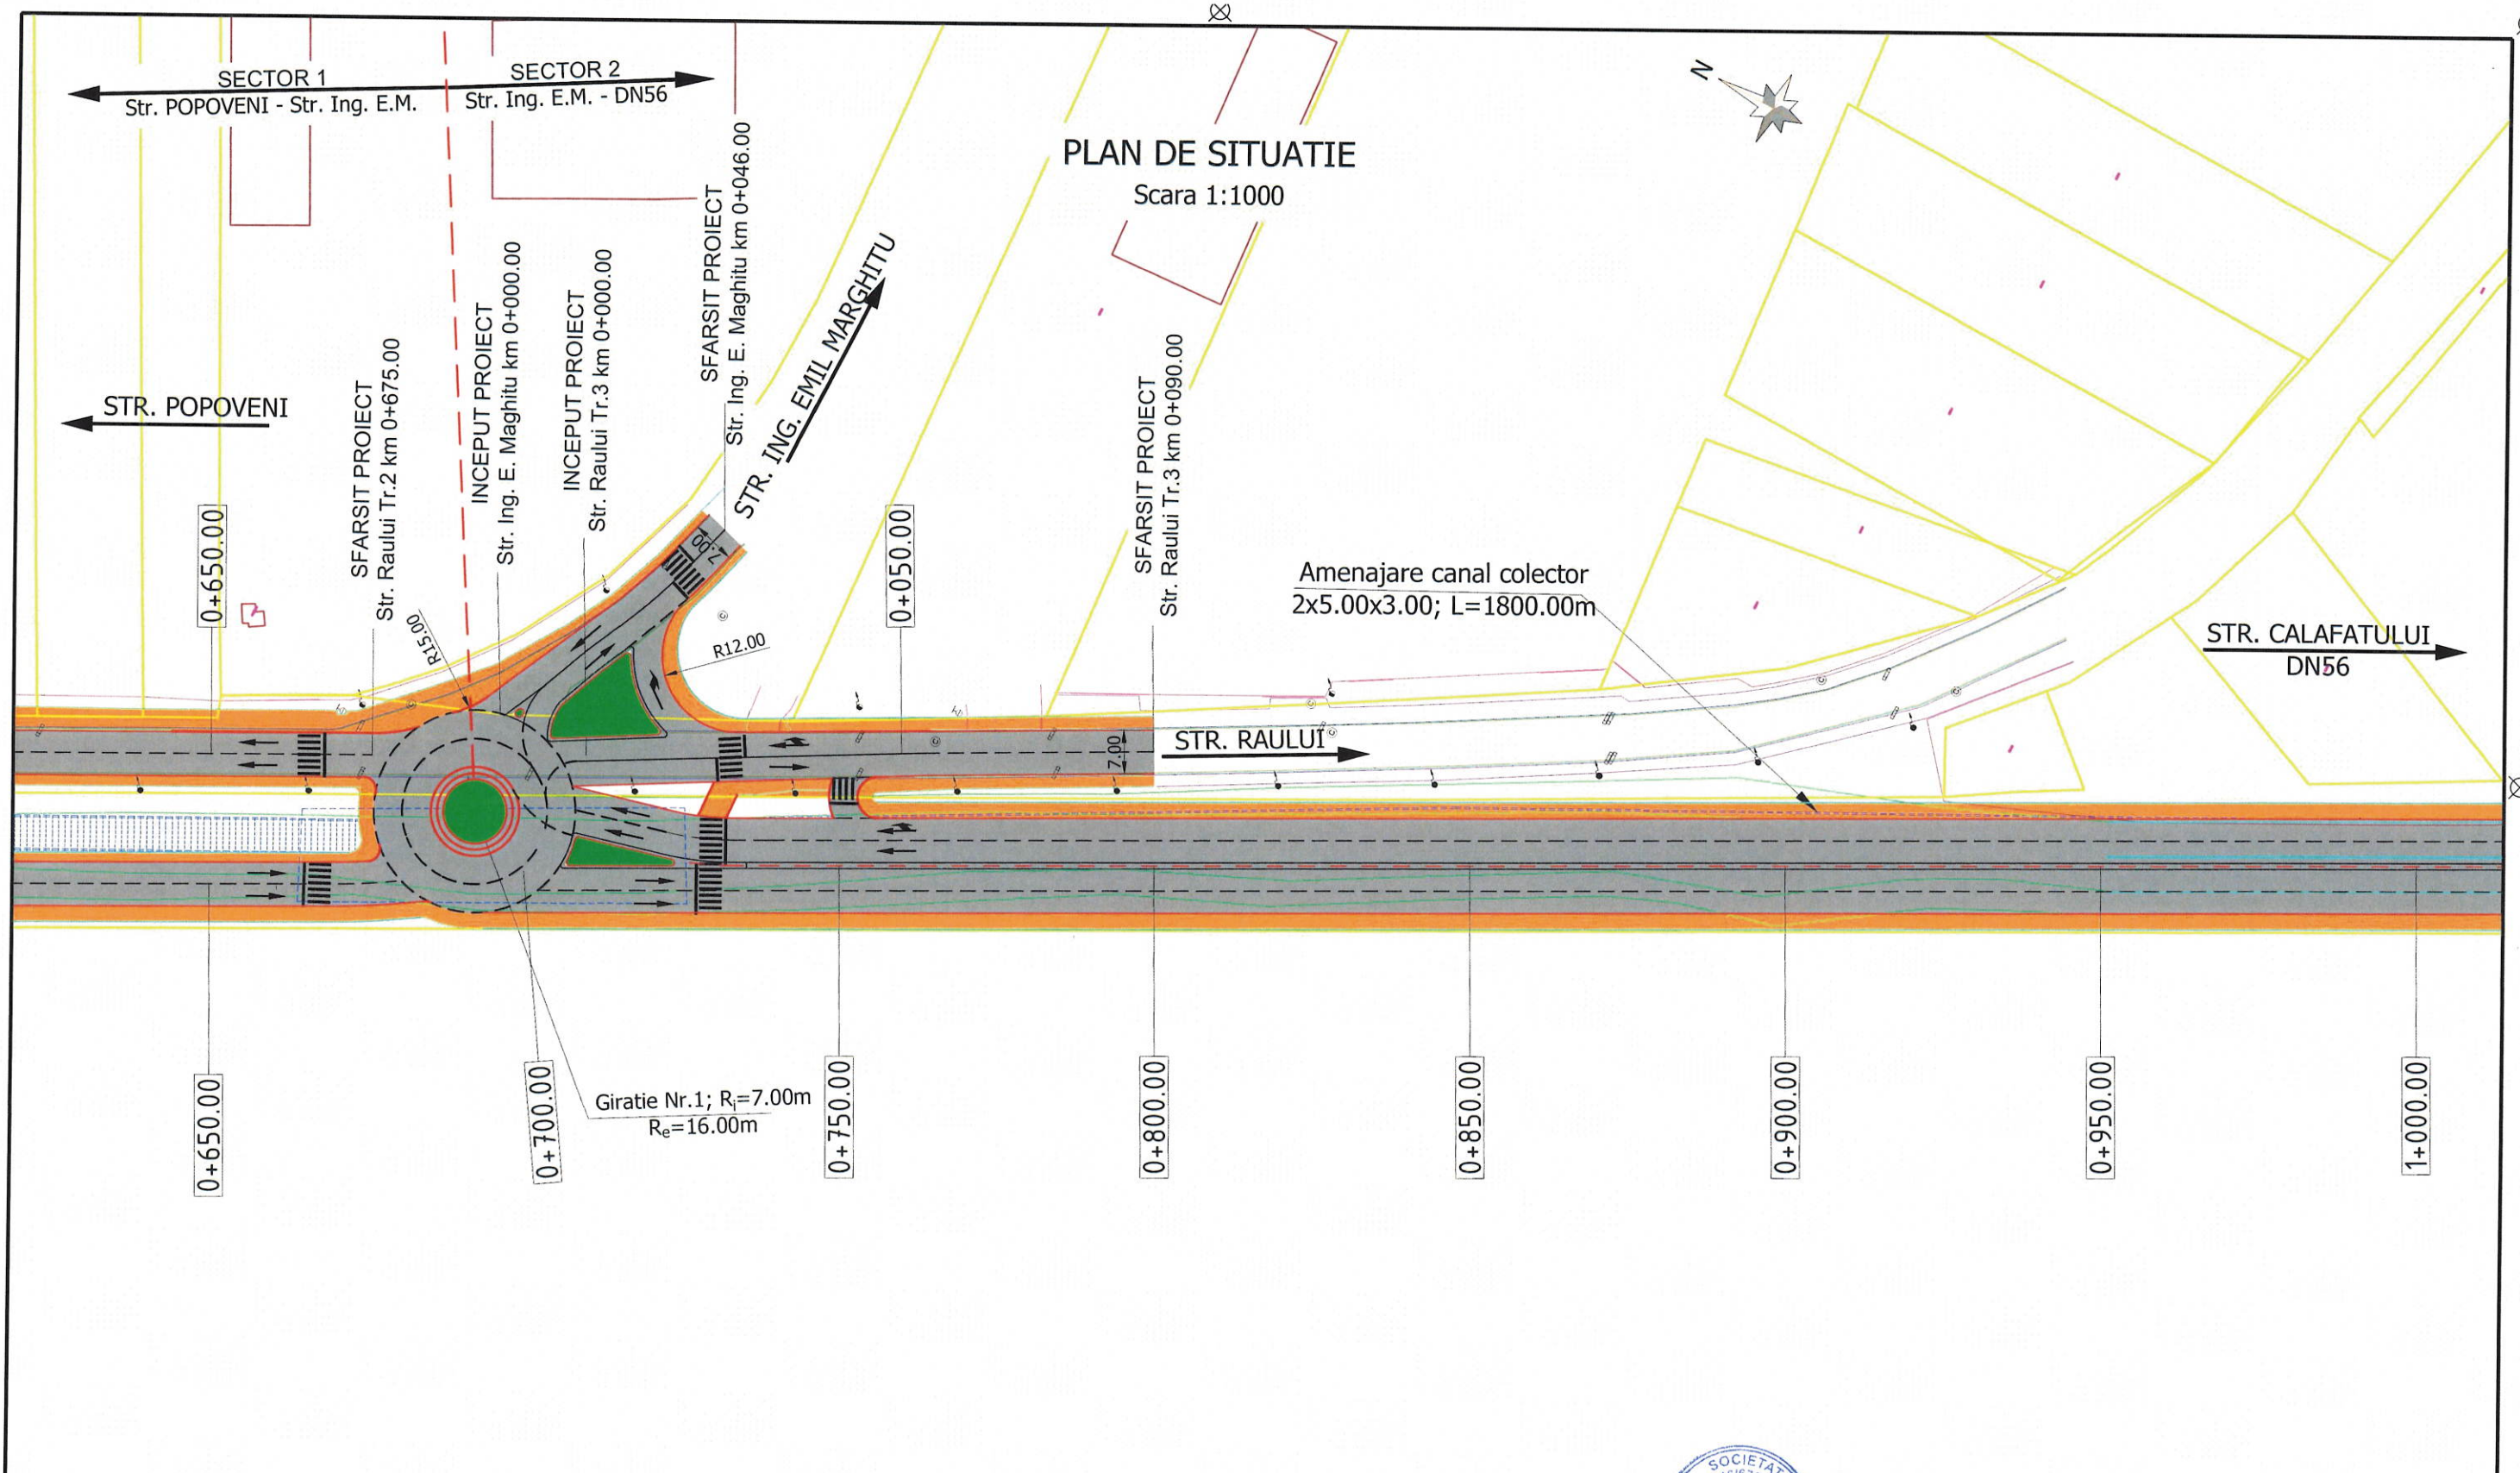 SECTOR 1
Str. POPOVENI - Str. Ing. E.M.
SECTOR 2
Str. Ing. E.M. - DN56
N
PLAN DE SITUATIE
Scara 1:1000
STR. POPOVENI
SFARSIT PROIECT
Str. Raului Tr.2 km 0+675.00
INCEPUT PROIECT
Str. Ing. E. Maghitu km 0+000.00
INCEPUT PROIECT
Str. Raului Tr.3 km 0+000.00
SFARSIT PROIECT
Str. Ing. E. Maghitu km 0+046.00
STR. ING. EMIL MARGHITU
SFARSIT PROIECT
Str. Raului Tr.3 km 0+090.00
0+650.00
0+050.00
R15.00
7.00
R12.00
Amenajare canal colector
2x5.00x3.00; L=1800.00m
STR. CALAFATULUI
DN56
7.00
STR. RAULUI
Giratie Nr.1; Ri=7.00m
Re=16.00m
0+650.00
0+700.00
0+750.00
0+800.00
0+850.00
0+900.00
0+950.00
1+000.00